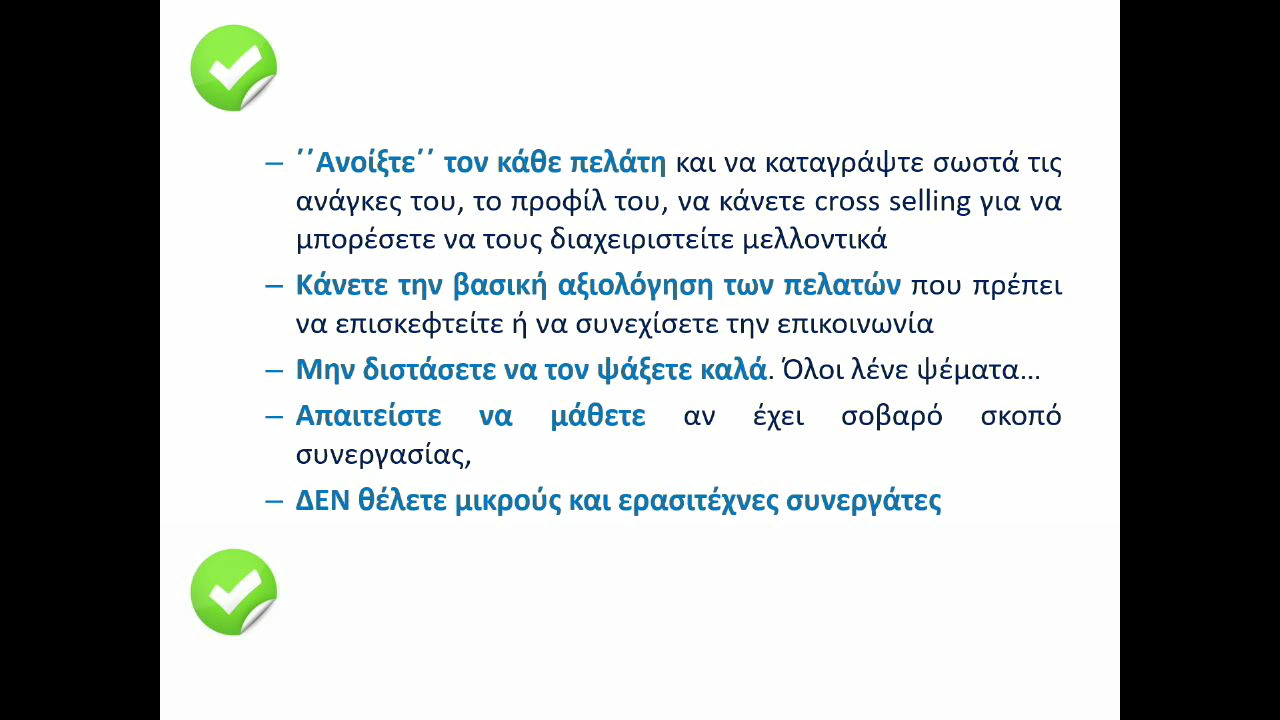 – ΄΄Ανοίξτε΄΄ τον κάθε πελάτη και να καταγράψτε σωστά τις
ανάγκες του, το προφίλ του, να κάνετε cross selling για να
μπορέσετε να τους διαχειριστείτε μελλοντικά
– Κάνετε την βασική αξιολόγηση των πελατών που πρέπει
να επισκεφτείτε ή να συνεχίσετε την επικοινωνία
– Μην διστάσετε να τον ψάξετε καλά. Όλοι λένε ψέματα...
– Απαιτείστε να μάθετε αν έχει σοβαρό σκοπό
συνεργασίας,
– ΔΕΝ θέλετε μικρούς και ερασιτέχνες συνεργάτες